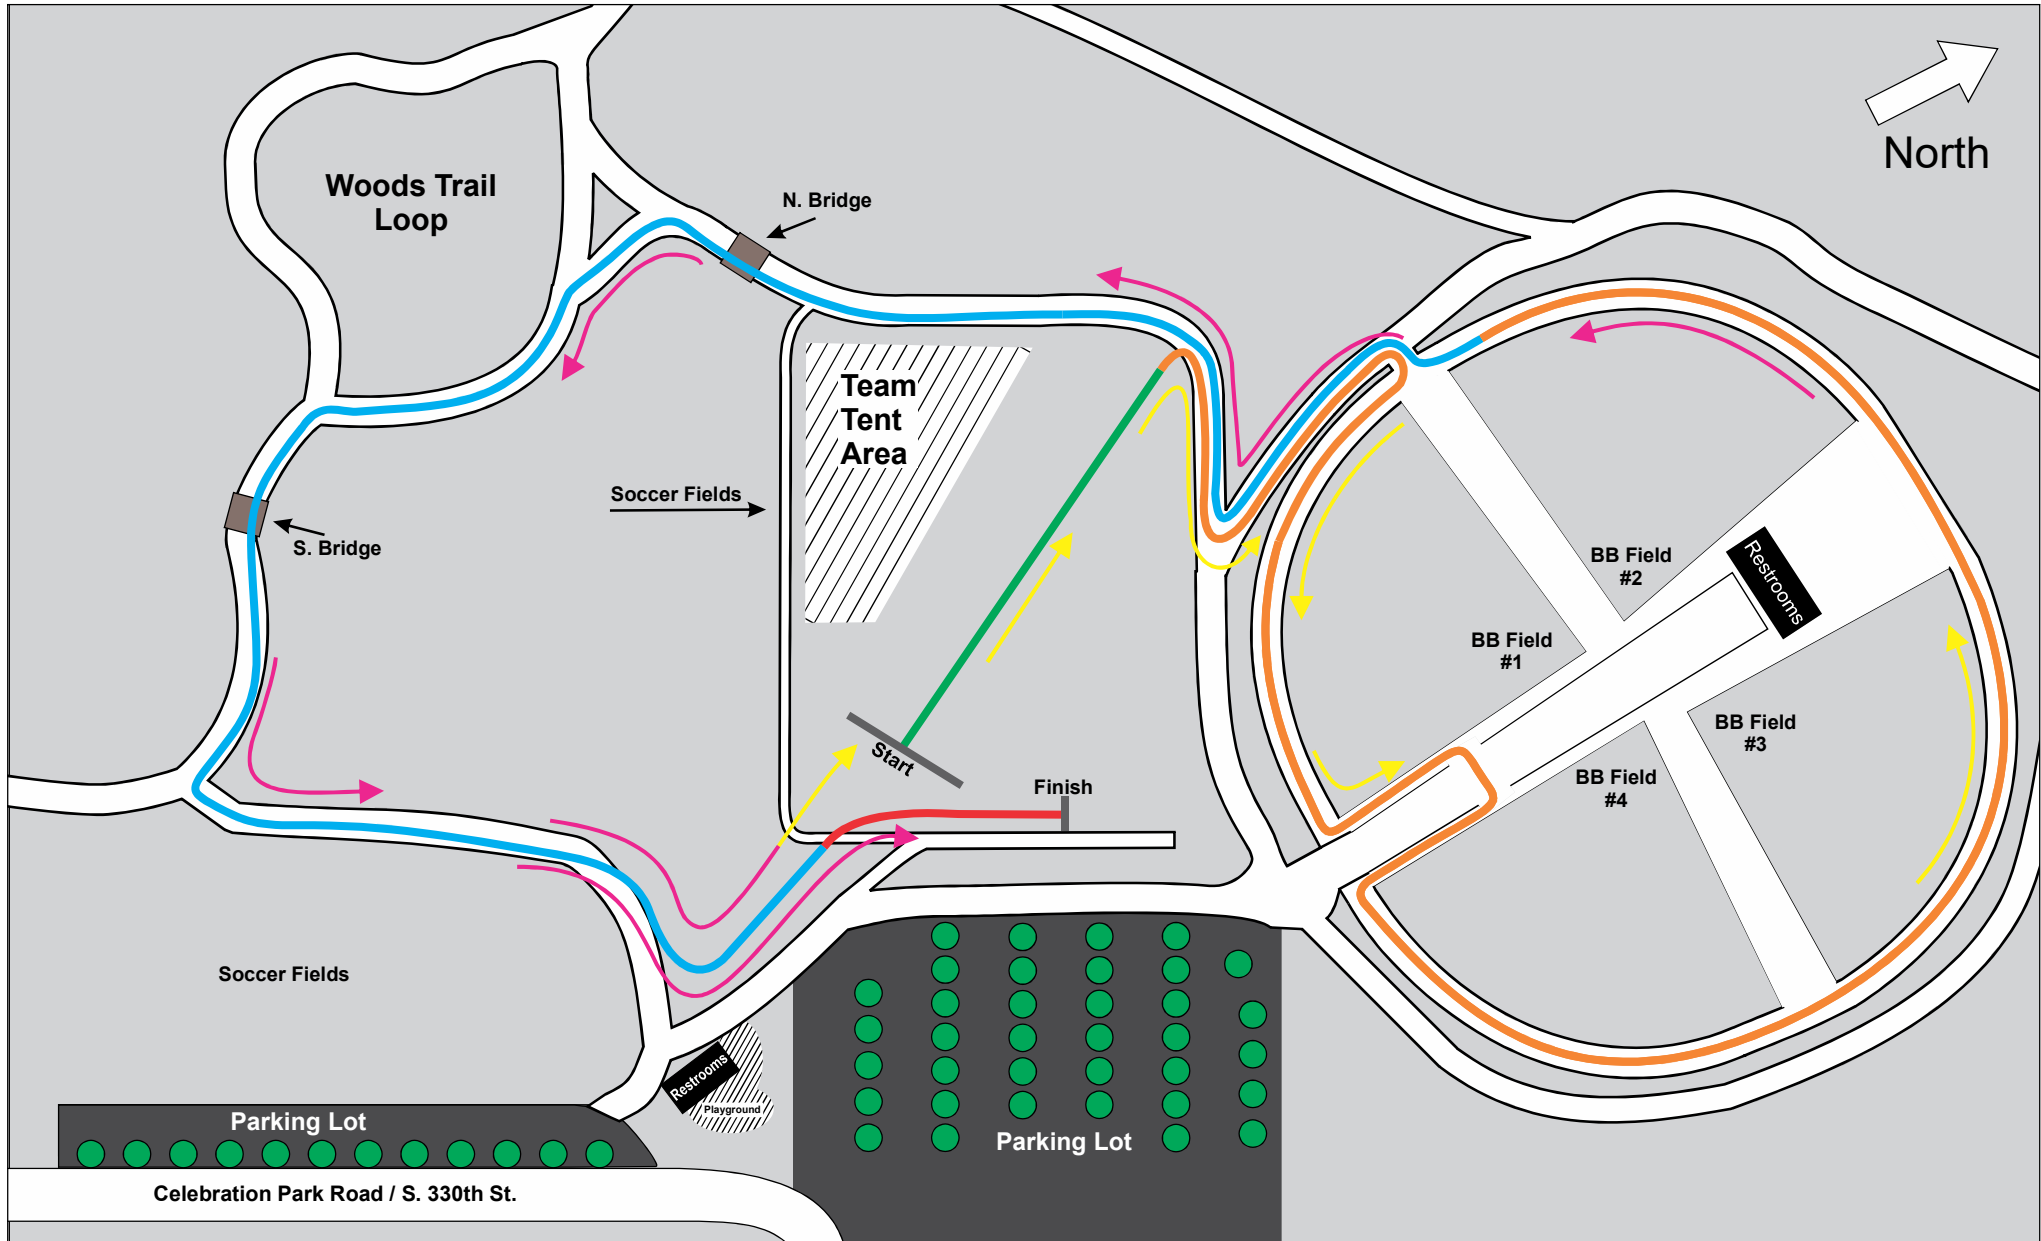 North
Woods Trail
Loop
N. Bridge
Team
Tent
Area
Soccer Fields
S. Bridge
BB Field
#2
Restrooms
BB Field
#1
BB Field
#3
Start
BB Field
#4
Finish
Soccer Fields
Restrooms
Playground
Parking Lot
Parking Lot
Celebration Park Road / S. 330th St.